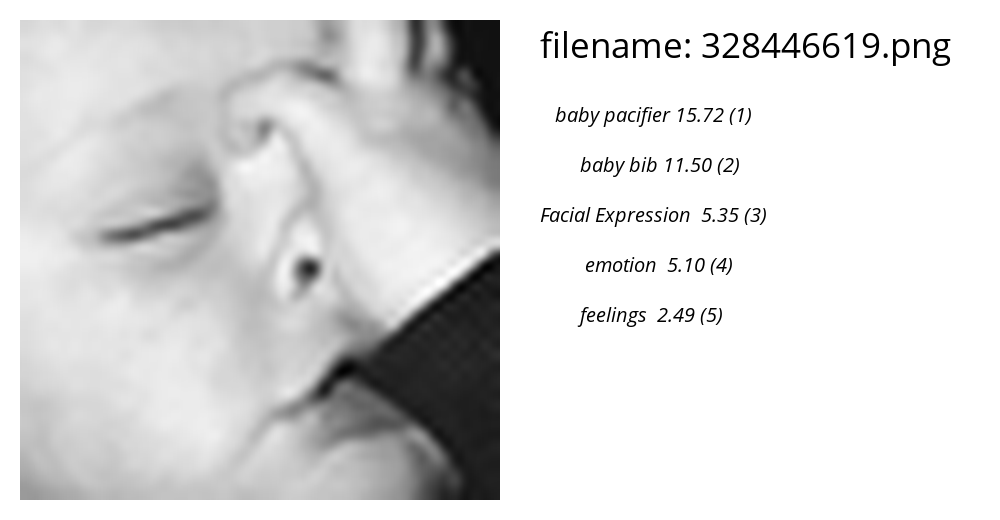 filename: 328446619.png
baby pacifier 15.72 (1)
baby bib 11.50 (2)
Facial Expression 5.35 (3)
emotion 5.10 (4)
feelings 2.49 (5)